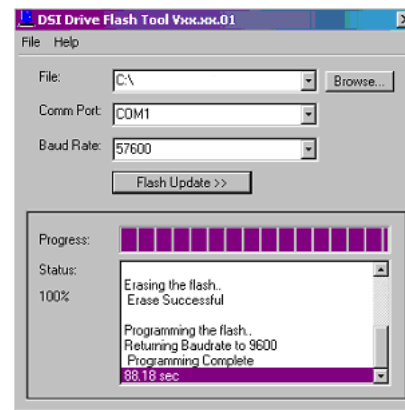 DSI Drive Flash Tool Vxx.xx.01
File Help
File: C:\ Browse...
Comm Port: COM1
Baud Rate: 57600
Flash Update >>
Progress:
Status:
100%
Erasing the flash..
Erase Successful
Programming the flash..
Returning Baudrate to 9600
Programming Complete
88.18 sec